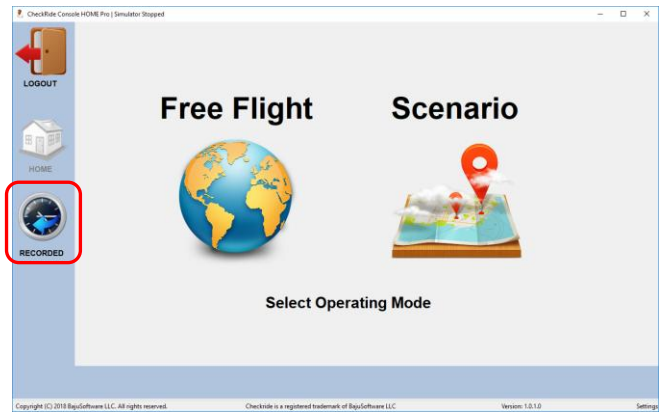 CheckRide Console HOME Pro | Simulator Stopped
LOGOUT
HOME
RECORDED
Free Flight
Scenario
Select Operating Mode
Copyright (C) 2018 BajuSoftware LLC. All rights reserved.
Checkride is a registered trademark of BajuSoftware LLC
Version: 1.0.1.0
Settings